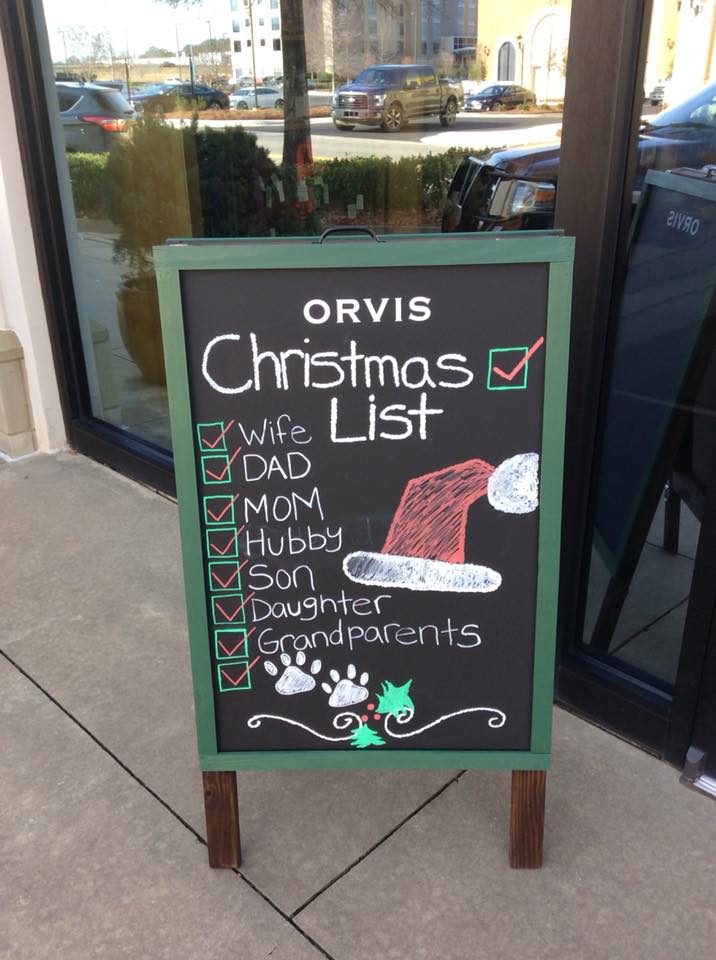 ORVIS
Christmas
List
Wife
DAD
MOM
Hubby
Son
Daughter
Grandparents
ORVIS